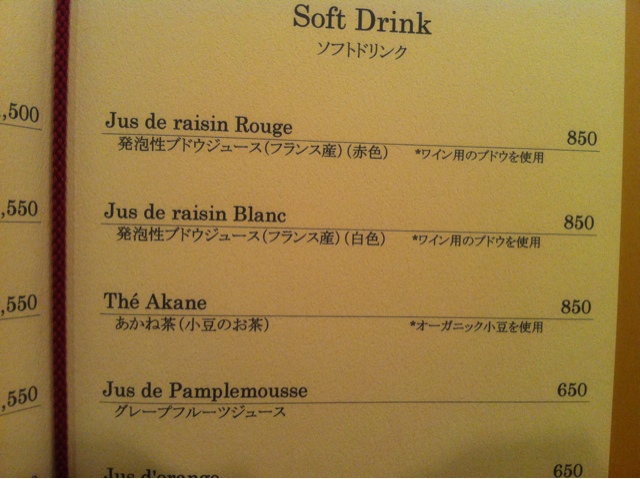 Soft Drink
ソフトドリンク
,500
Jus de raisin Rouge 850
発泡性ブドウジュース(フランス産)(赤色) *ワイン用のブドウを使用
,550
Jus de raisin Blanc 850
発泡性ブドウジュース(フランス産)(白色) *ワイン用のブドウを使用
,550
Thé Akane 850
あかね茶(小豆のお茶) *オーガニック小豆を使用
,550
Jus de Pamplemousse 650
グレープフルーツジュース
Jus d'orange 650